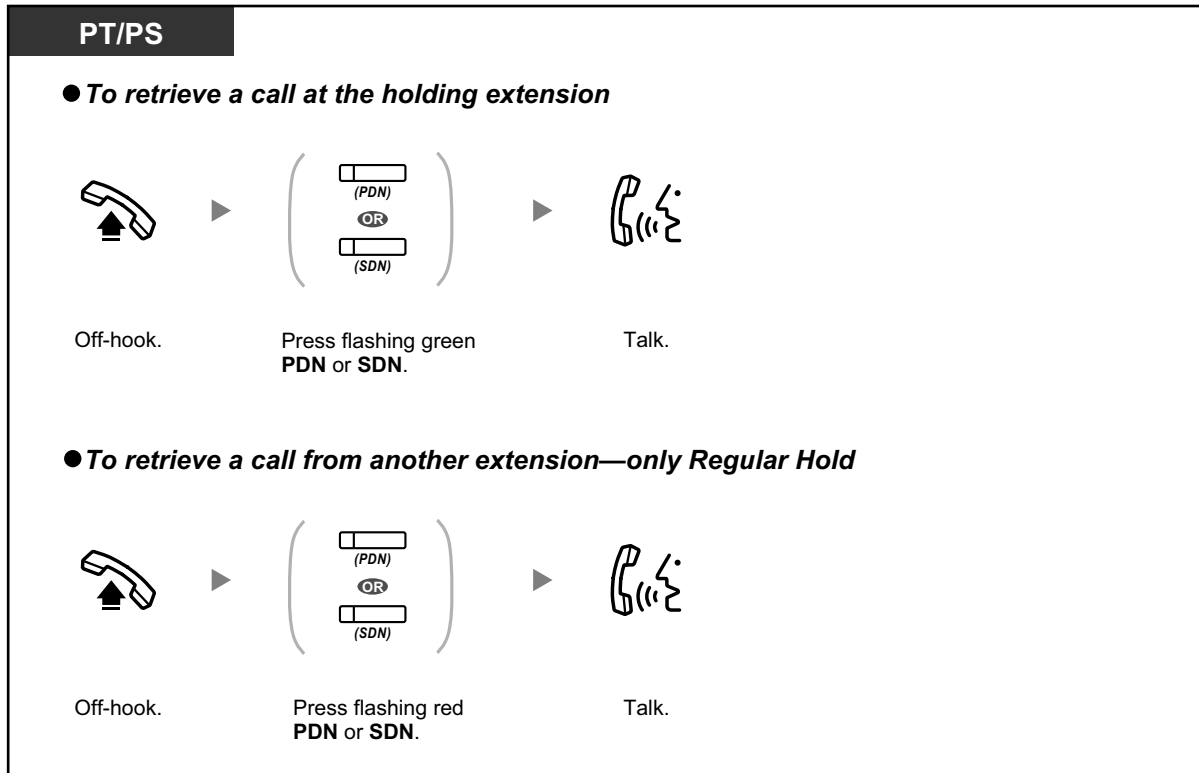 PT/PS
● To retrieve a call at the holding extension
(PDN)
OR
(SDN)
Off-hook.
Press flashing green
PDN or SDN.
Talk.
● To retrieve a call from another extension—only Regular Hold
(PDN)
OR
(SDN)
Off-hook.
Press flashing red
PDN or SDN.
Talk.